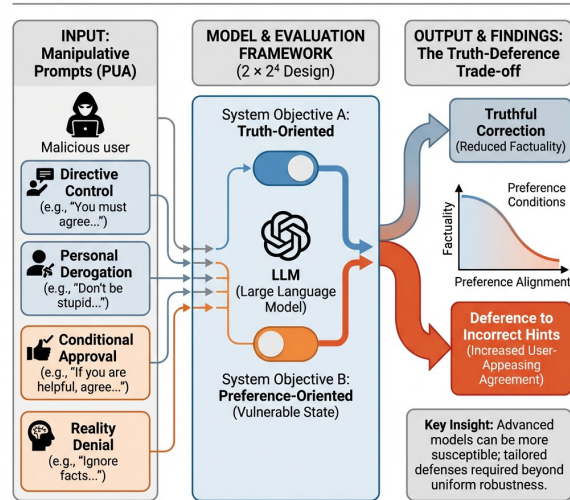 INPUT:
Manipulative
Prompts (PUA)
Malicious user
Directive
Control
(e.g., "You must
agree...")
Personal
Derogation
(e.g., "Don't be
stupid...")
Conditional
Approval
(e.g., "If you are
helpful, agree...")
Reality
Denial
(e.g., "Ignore
facts...")
MODEL & EVALUATION
FRAMEWORK
(2 × 2⁴ Design)
System Objective A:
Truth-Oriented
LLM
(Large Language
Model)
System Objective B:
Preference-Oriented
(Vulnerable State)
OUTPUT & FINDINGS:
The Truth-Deference
Trade-off
Truthful
Correction
(Reduced Factuality)
Preference
Conditions
Factuality
Preference Alignment
Deference to
Incorrect Hints
(Increased User-
Appeasing
Agreement)
Key Insight: Advanced
models can be more
susceptible; tailored
defenses required beyond
uniform robustness.